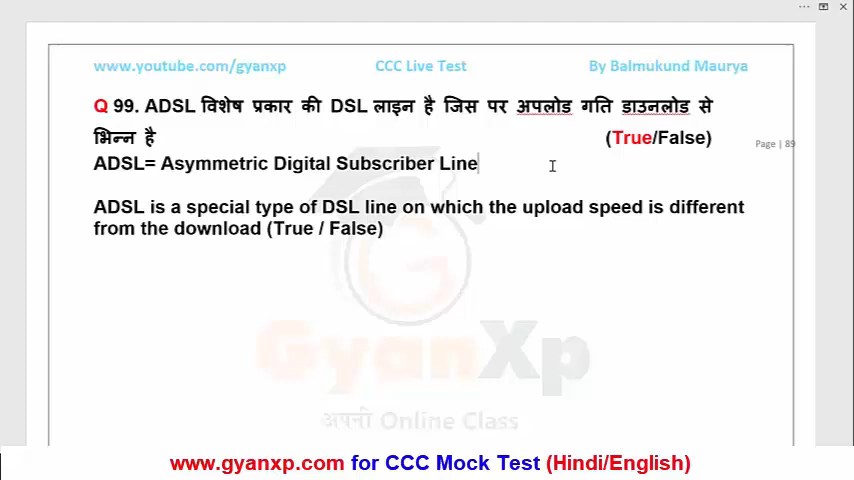 www.youtube.com/gyanxp CCC Live Test By Balmukund Maurya
Q 99. ADSL विशेष प्रकार की DSL लाइन है जिस पर अपलोड गति डाउनलोड से
भिन्न है (True/False)
Page | 89
ADSL= Asymmetric Digital Subscriber Line
ADSL is a special type of DSL line on which the upload speed is different
from the download (True / False)
GyanXp
अपनी Online Class
www.gyanxp.com for CCC Mock Test (Hindi/English)